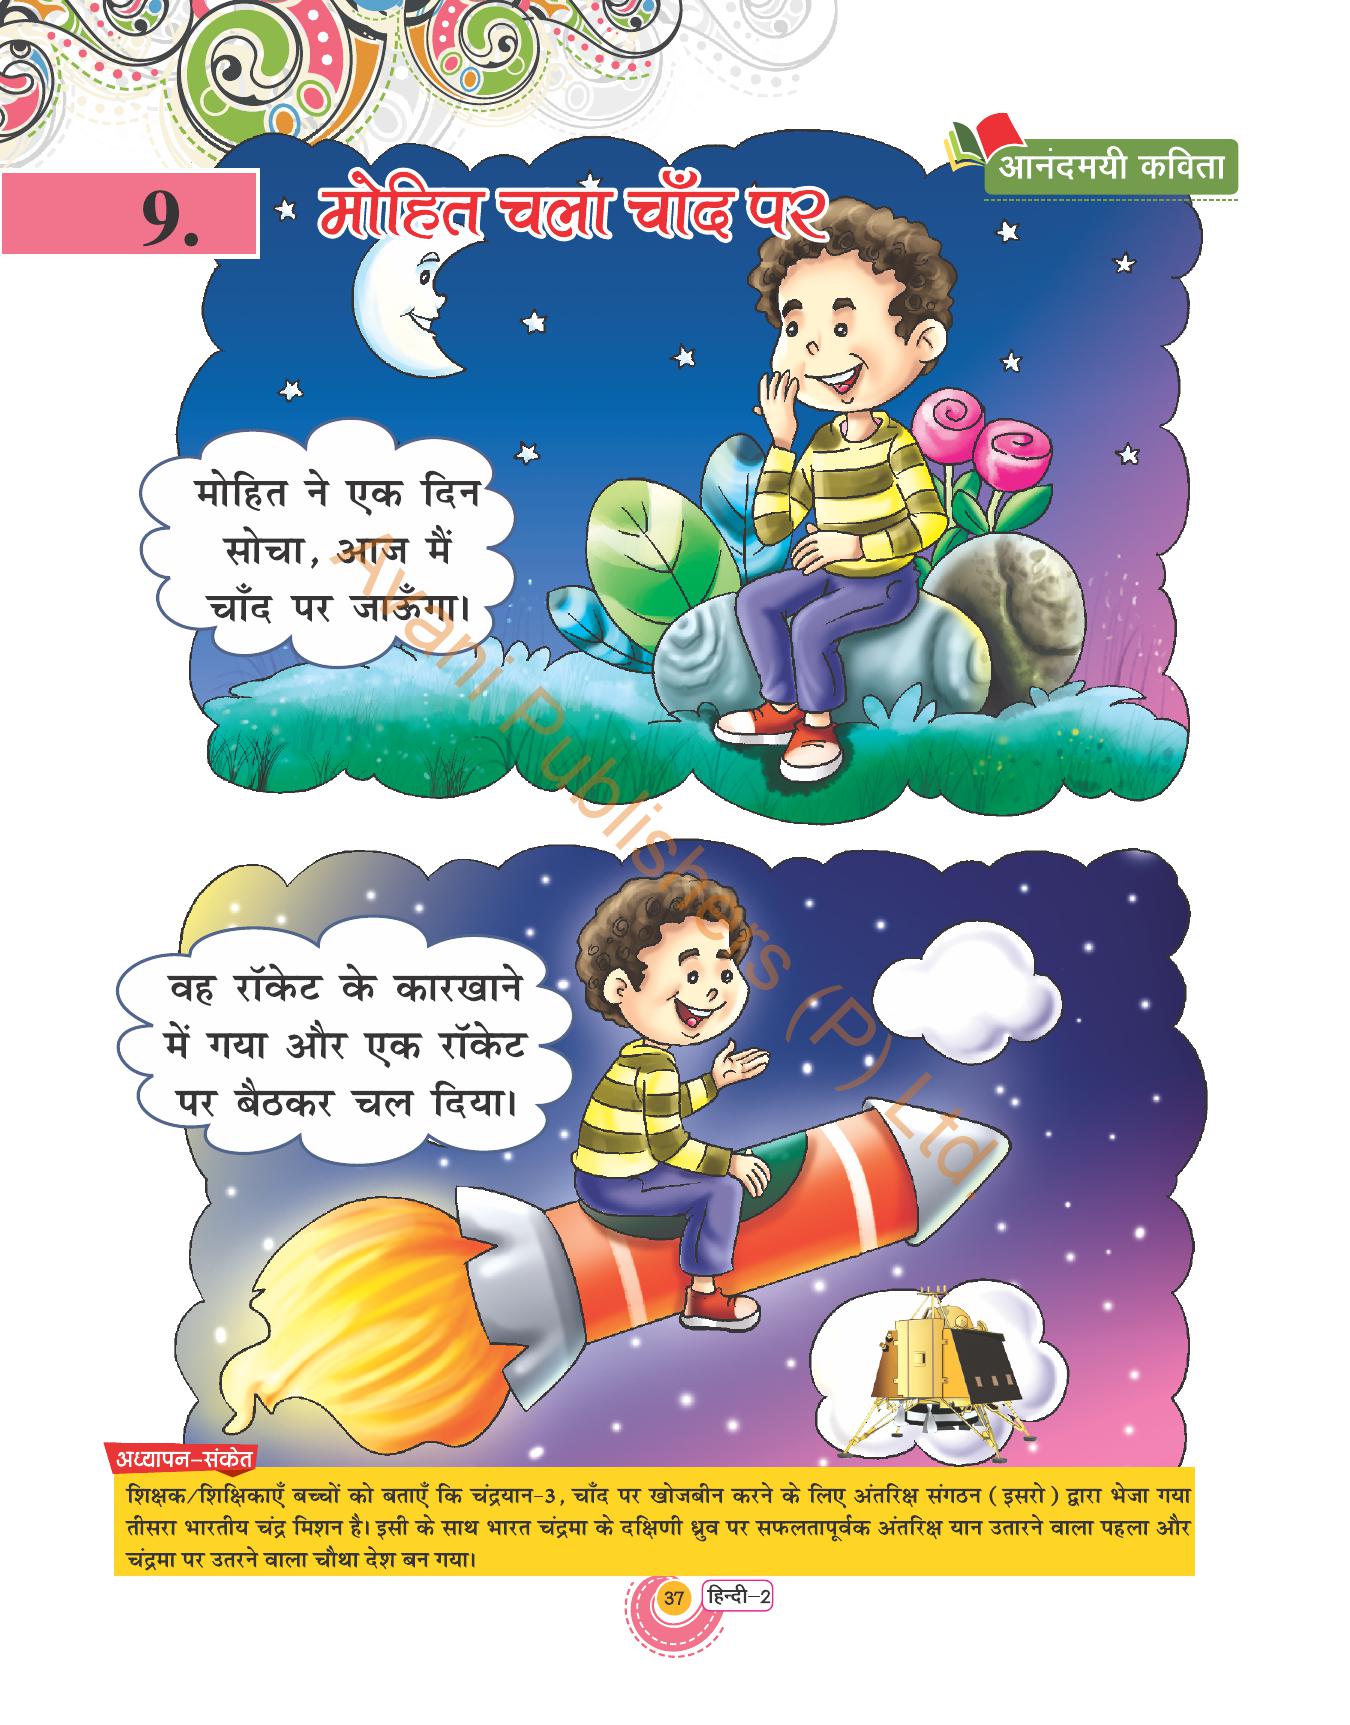 आनंदमयी कविता
9.
मोहित चला चाँद पर
मोहित ने एक दिन
सोचा, आज मैं
चाँद पर जाऊँगा।
वह रॉकेट के कारखाने
में गया और एक रॉकेट
पर बैठकर चल दिया।
Avani Publishers (P) Ltd.
अध्यापन-संकेत
शिक्षक/शिक्षिकाएँ बच्चों को बताएँ कि चंद्रयान-3, चाँद पर खोजबीन करने के लिए अंतरिक्ष संगठन (इसरो) द्वारा भेजा गया
तीसरा भारतीय चंद्र मिशन है। इसी के साथ भारत चंद्रमा के दक्षिणी ध्रुव पर सफलतापूर्वक अंतरिक्ष यान उतारने वाला पहला और
चंद्रमा पर उतरने वाला चौथा देश बन गया।
37
हिन्दी-2